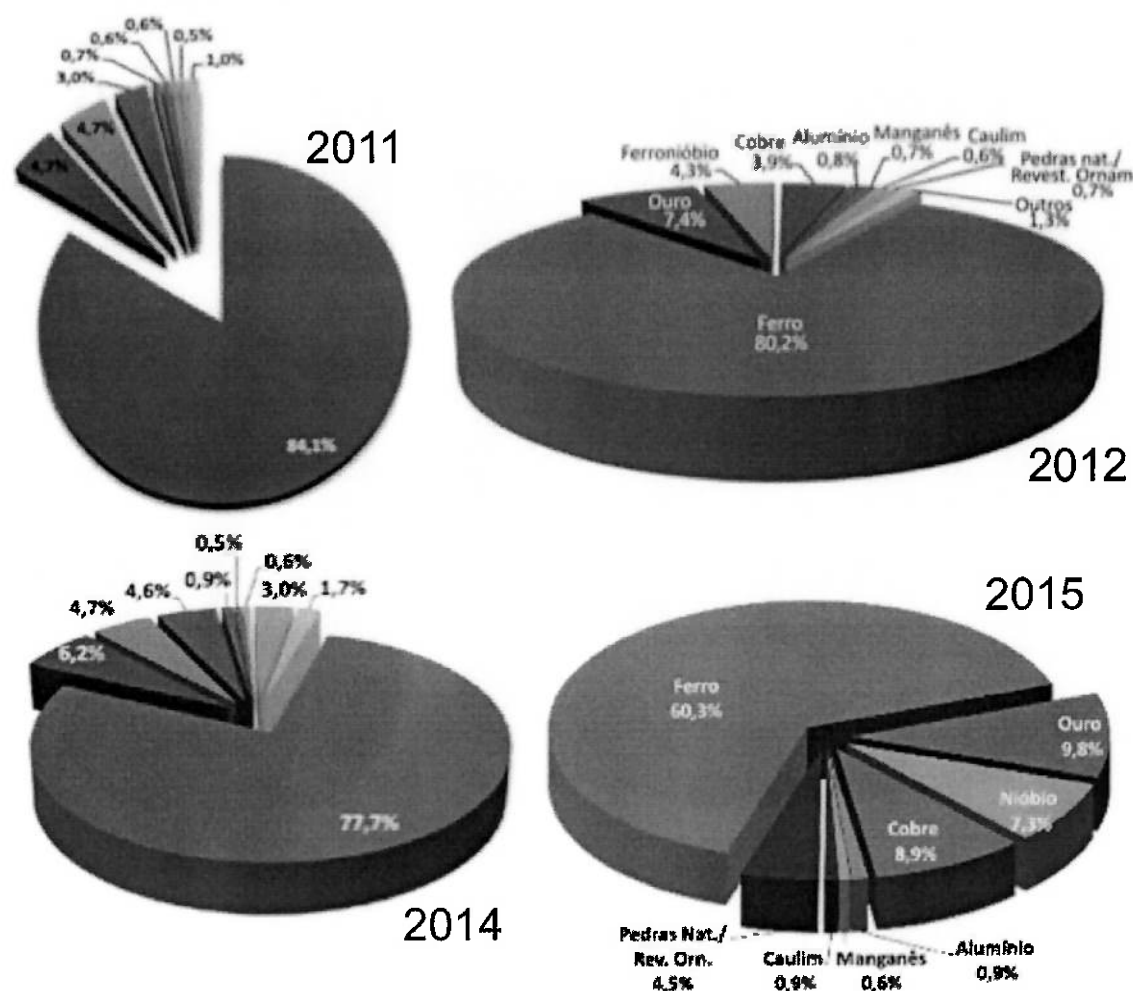 0,6%
0,6%
0,5%
0,7%
1,0%
3,0%
4,7%
4,7%
2011
84,1%
Ferronióbio
4,3%
Cobre
3,9%
Alumínio
0,8%
Manganês
0,7%
Caulim
0,6%
Pedras nat./
Revest. Ornam
0,7%
Outros
1,3%
Ouro
7,4%
Ferro
80,2%
2012
0,5%
0,6%
4,6%
0,9%
3,0%
1,7%
4,7%
6,2%
77,7%
2014
2015
Ferro
60,3%
Ouro
9,8%
Nióbio
7,3%
Cobre
8,9%
Pedras Nat./
Rev. Orn.
4,5%
Caulim
0,9%
Manganês
0,6%
Alumínio
0,9%